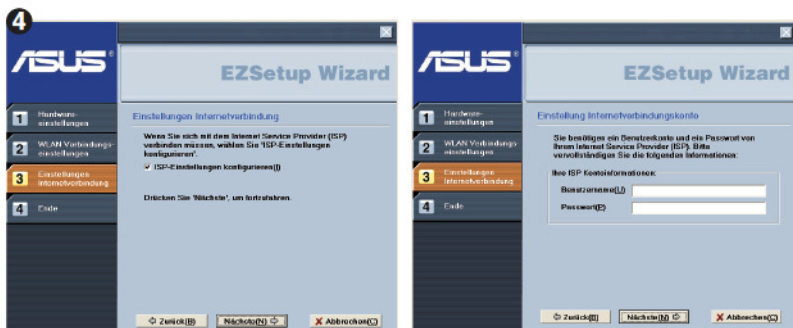 4
ASUS®
EZSetup Wizard
1 Hardware-
einstellungen
2 WLAN Verbindungs-
einstellungen
3 Einstellungen
Internetverbindung
4 Ende
Einstellungen Internetverbindung
Wenn Sie sich mit dem Internet Service Provider (ISP)
verbinden müssen, wählen Sie 'ISP-Einstellungen
konfigurieren'.
ISP-Einstellungen konfigurieren(I)
Drücken Sie 'Nächste', um fortzufahren.
Zurück(B)
Nächste(N)
Abbrechen(C)
ASUS®
EZSetup Wizard
1 Hardware-
einstellungen
2 WLAN Verbindungs-
einstellungen
3 Einstellungen
Internetverbindung
4 Ende
Einstellung Internetverbindungskonto
Sie benötigen ein Benutzerkonto und ein Passwort von
Ihrem Internet Service Provider (ISP). Bitte
vervollständigen Sie die folgenden Informationen:
Ihre ISP Kontoinformationen:
Benutzername(U)
Passwort(P)
Zurück(B)
Nächste(N)
Abbrechen(C)